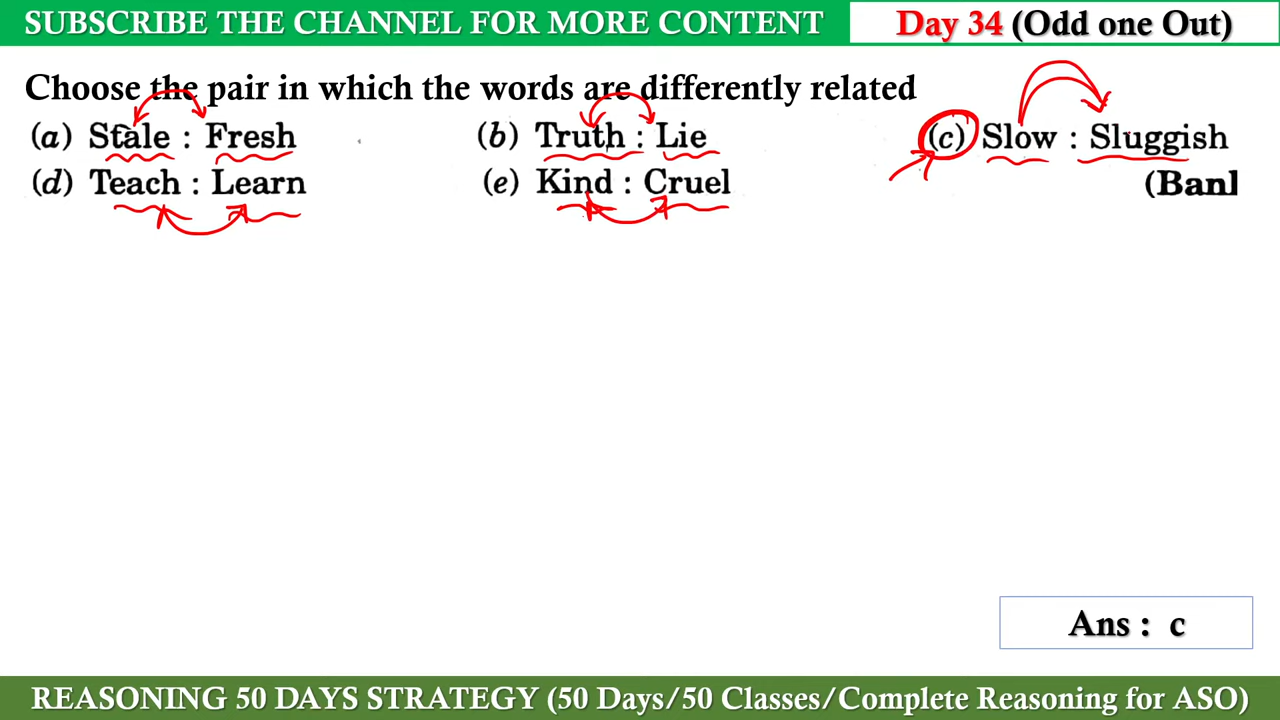 SUBSCRIBE THE CHANNEL FOR MORE CONTENT
Day 34 (Odd one Out)
Choose the pair in which the words are differently related
(a) Stale : Fresh (b) Truth : Lie (c) Slow : Sluggish
(d) Teach : Learn (e) Kind : Cruel
Ans : c
REASONING 50 DAYS STRATEGY (50 Days/50 Classes/Complete Reasoning for ASO)